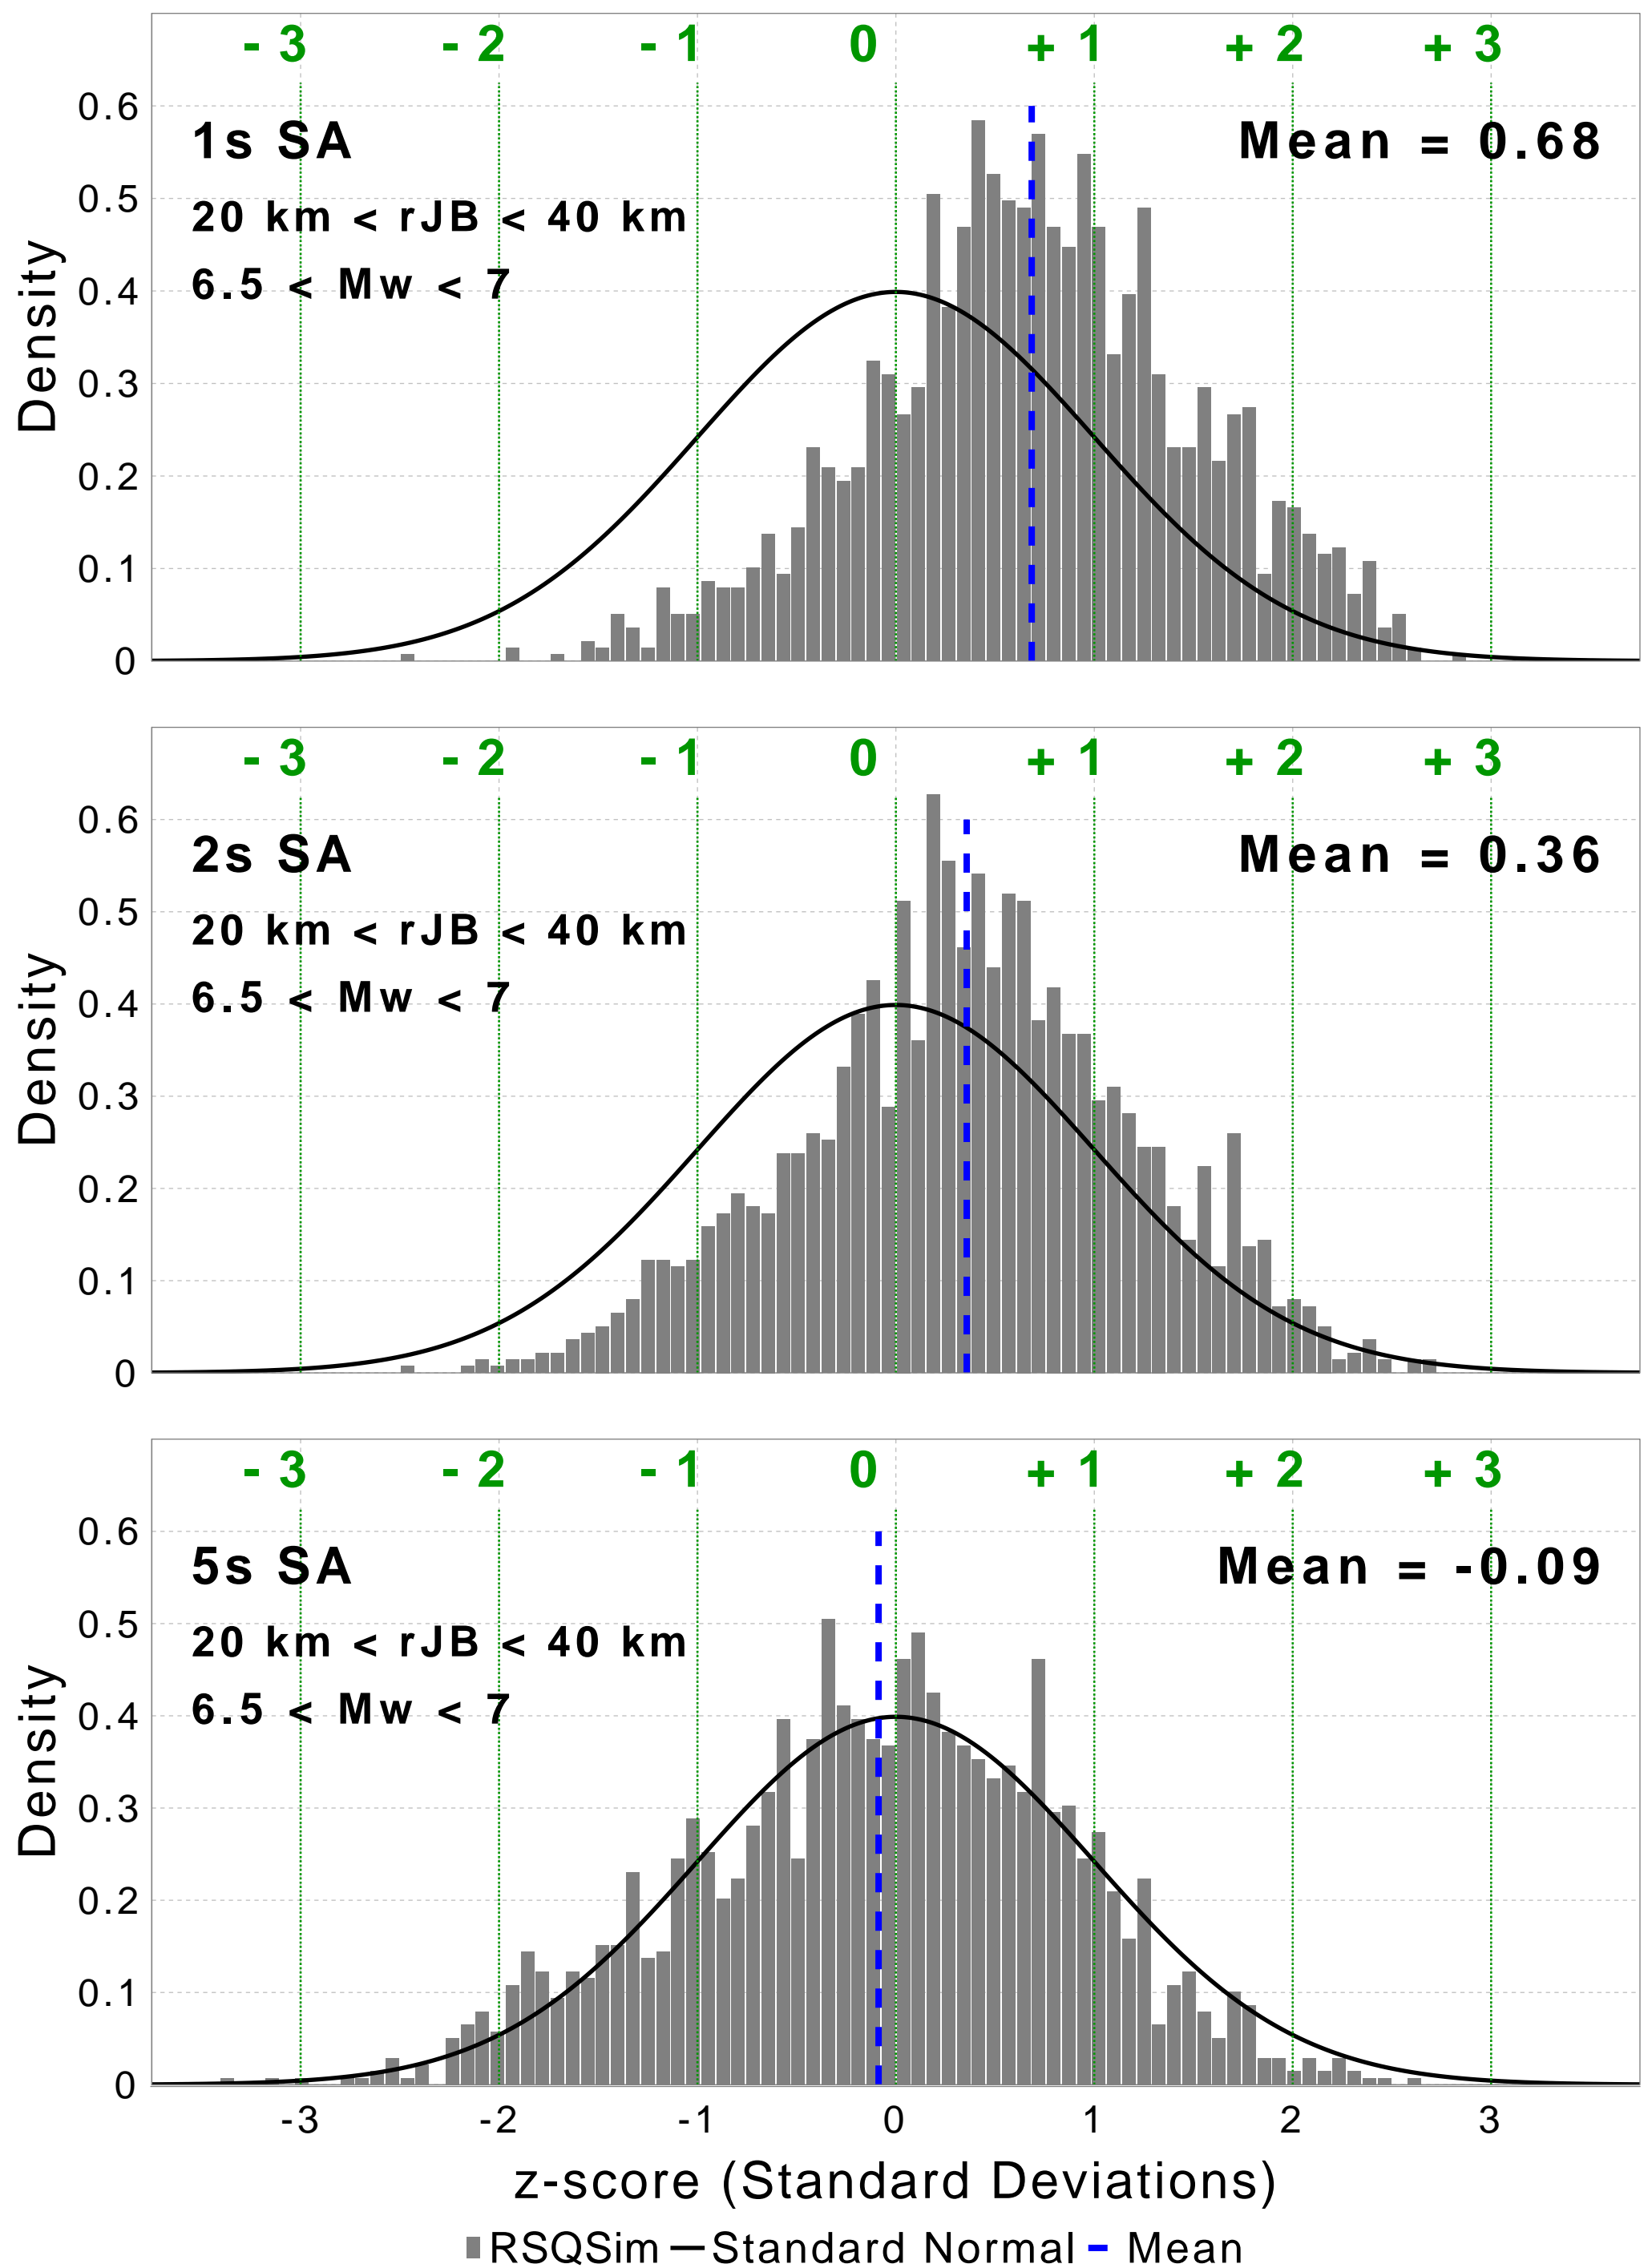 - 3 - 2 - 1 0 + 1 + 2 + 3
0.6
1s SA Mean = 0.68
0.5
20 km < rJB < 40 km
6.5 < Mw < 7
0.4
Density
0.3
0.2
0.1
0
- 3 - 2 - 1 0 + 1 + 2 + 3
0.6
2s SA Mean = 0.36
0.5
20 km < rJB < 40 km
6.5 < Mw < 7
0.4
Density
0.3
0.2
0.1
0
- 3 - 2 - 1 0 + 1 + 2 + 3
0.6
5s SA Mean = -0.09
0.5
20 km < rJB < 40 km
6.5 < Mw < 7
0.4
Density
0.3
0.2
0.1
0
-3 -2 -1 0 1 2 3
z-score (Standard Deviations)
RSQSim Standard Normal Mean